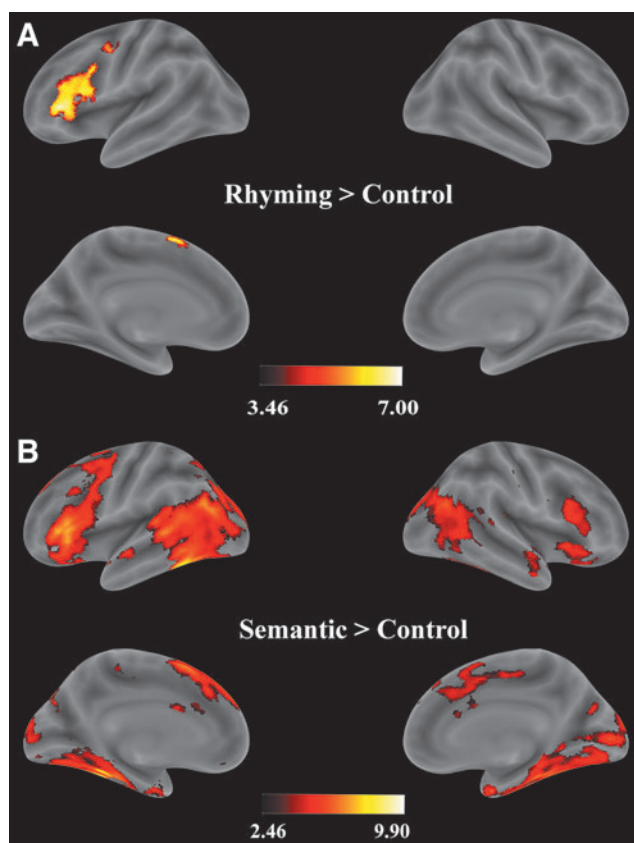 A
Rhyming > Control
3.46 7.00
B
Semantic > Control
2.46 9.90